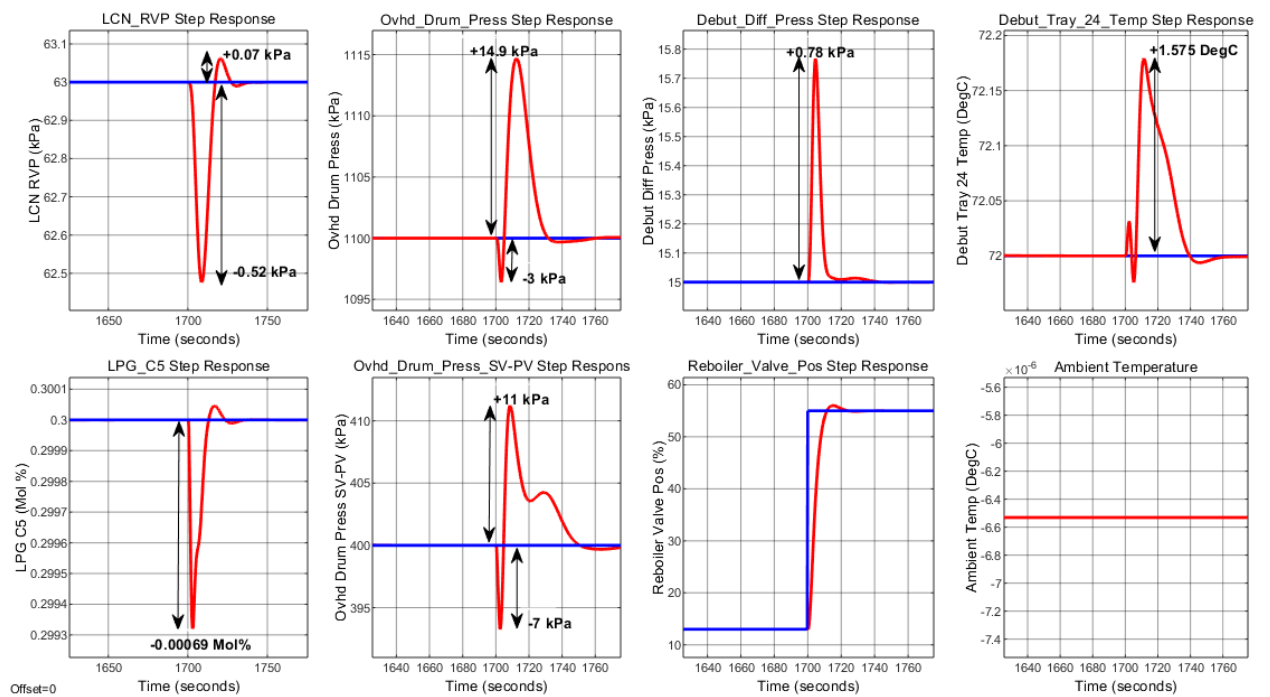 LCN_RVP Step Response
63.1
63
62.9
62.8
62.7
62.6
62.5
LCN RVP (kPa)
+0.07 kPa
-0.52 kPa
1650 1700 1750
Time (seconds)
Ovhd_Drum_Press Step Response
1115
1110
1105
1100
1095
Ovhd Drum Press (kPa)
+14.9 kPa
-3 kPa
1640 1660 1680 1700 1720 1740 1760
Time (seconds)
Debut_Diff_Press Step Response
15.8
15.7
15.6
15.5
15.4
15.3
15.2
15.1
15
Debut Diff Press (kPa)
+0.78 kPa
1640 1660 1680 1700 1720 1740 1760
Time (seconds)
Debut_Tray_24_Temp Step Response
72.2
72.15
72.1
72.05
72
Debut Tray 24 Temp (DegC)
+1.575 DegC
1640 1660 1680 1700 1720 1740 1760
Time (seconds)
LPG_C5 Step Response
0.3001
0.3
0.2999
0.2998
0.2997
0.2996
0.2995
0.2994
0.2993
LPG C5 (Mol %)
-0.00069 Mol%
1650 1700 1750
Time (seconds)
Ovhd_Drum_Press_SV-PV Step Respons
410
405
400
395
Ovhd Drum Press SV-PV (kPa)
+11 kPa
-7 kPa
1640 1660 1680 1700 1720 1740 1760
Time (seconds)
Reboiler_Valve_Pos Step Response
60
50
40
30
20
10
Reboiler Valve Pos (%)
1640 1660 1680 1700 1720 1740 1760
Time (seconds)
Ambient Temperature
×10⁻⁶
-5.6
-5.8
-6
-6.2
-6.4
-6.6
-6.8
-7
-7.2
-7.4
Ambient Temp (DegC)
1640 1660 1680 1700 1720 1740 1760
Time (seconds)
Offset=0